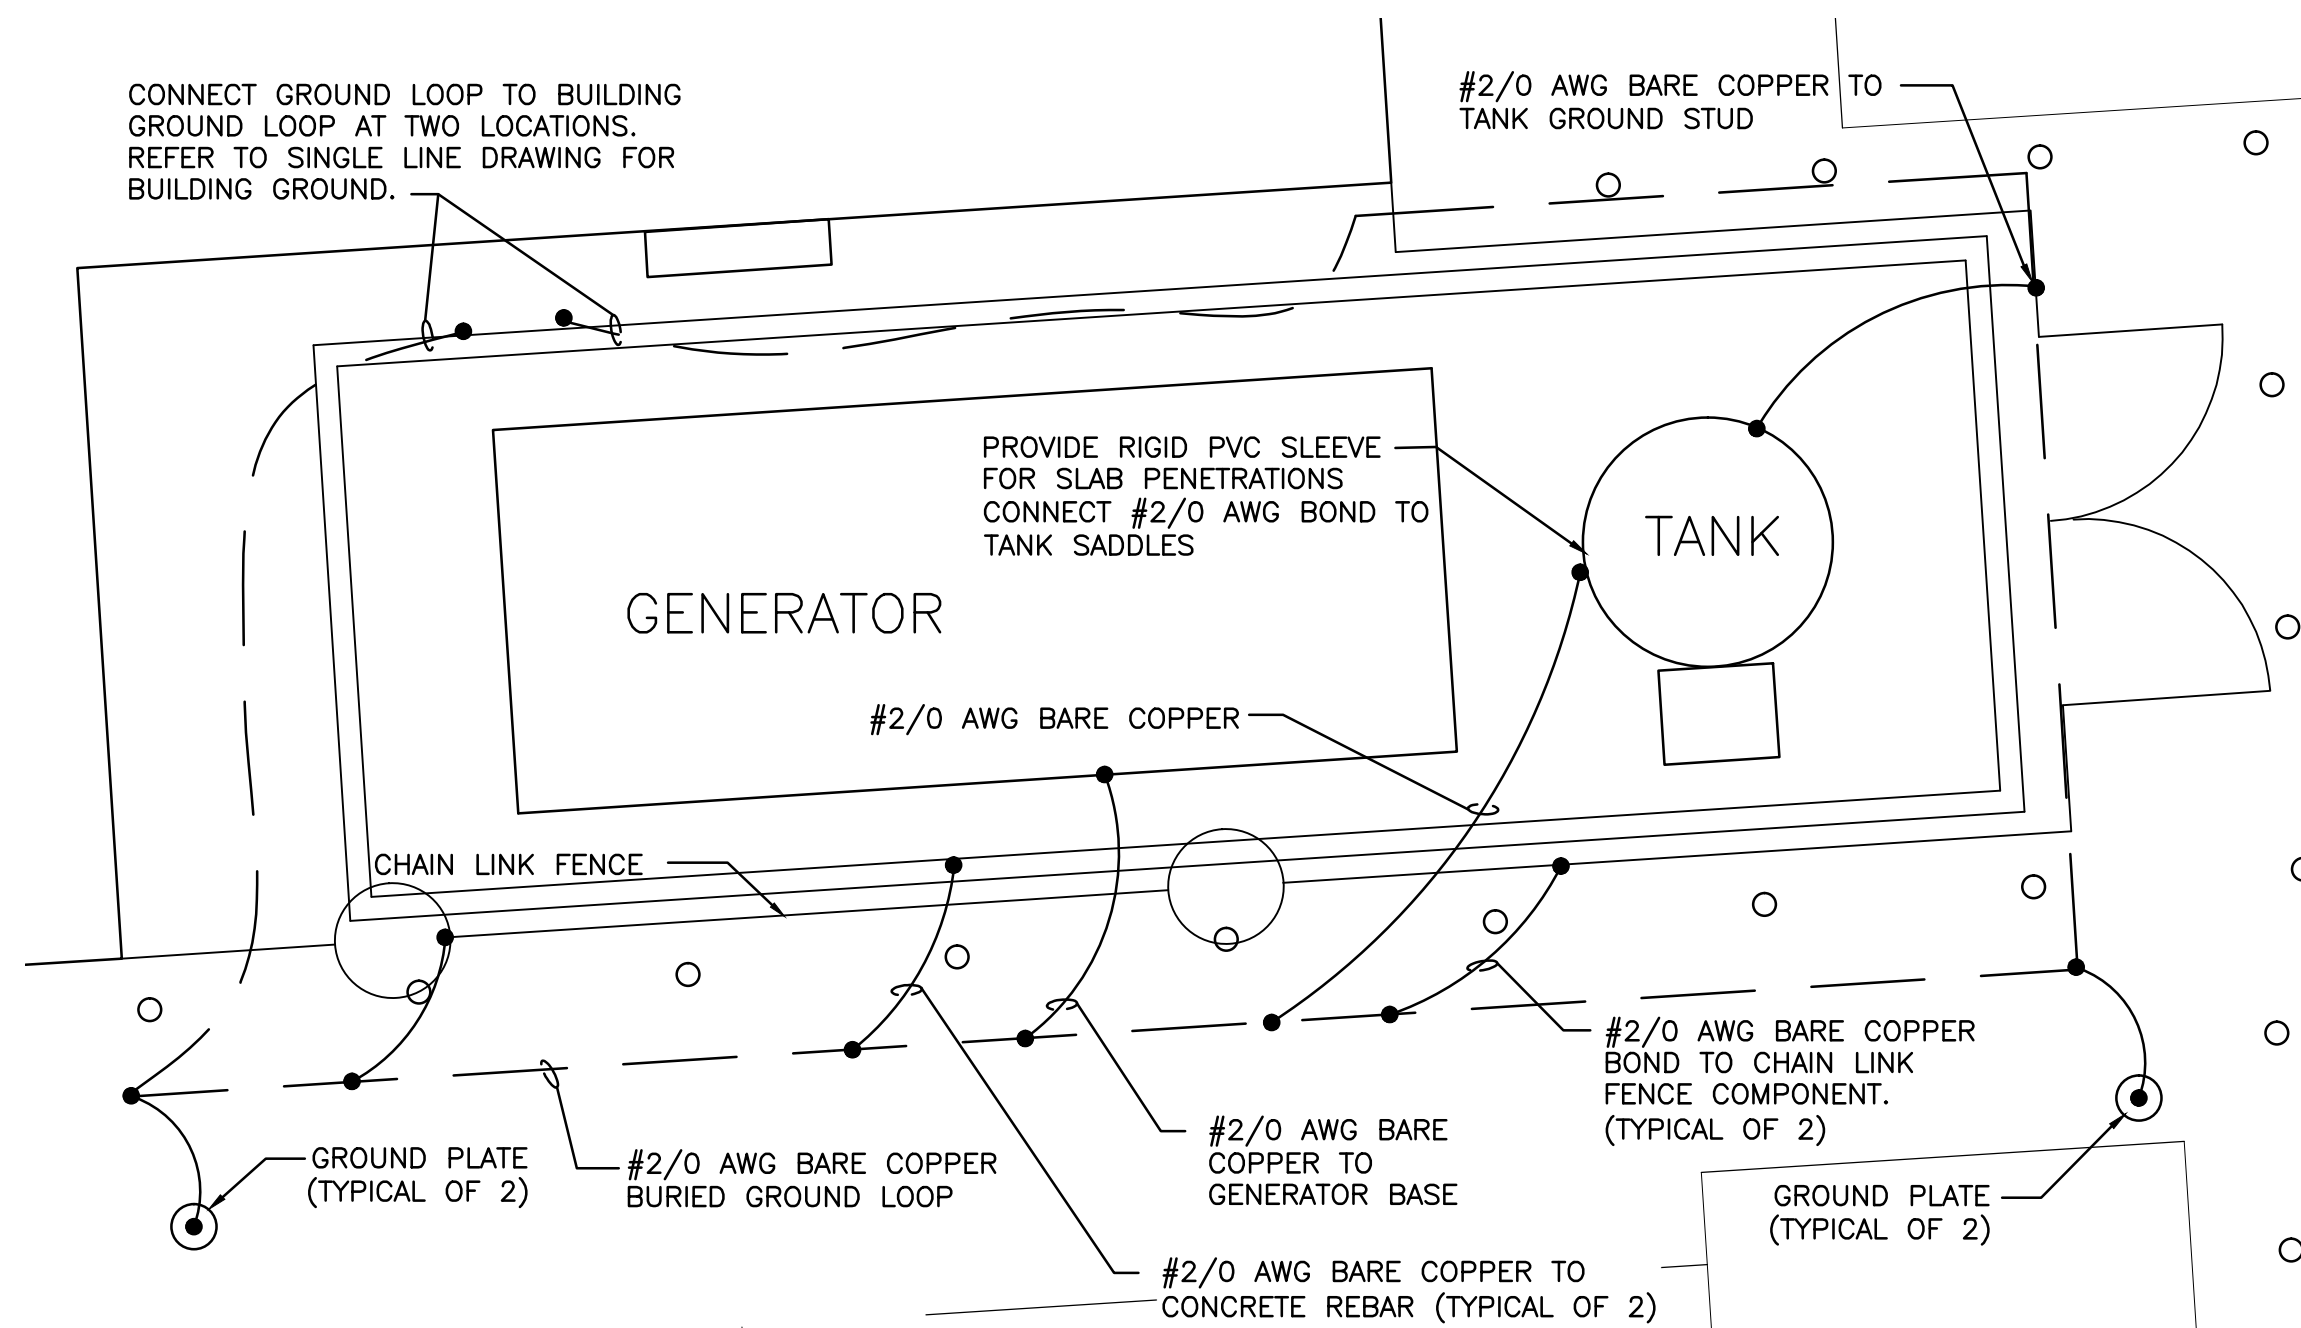 CONNECT GROUND LOOP TO BUILDING
GROUND LOOP AT TWO LOCATIONS.
REFER TO SINGLE LINE DRAWING FOR
BUILDING GROUND.
#2/0 AWG BARE COPPER TO
TANK GROUND STUD
PROVIDE RIGID PVC SLEEVE
FOR SLAB PENETRATIONS
CONNECT #2/0 AWG BOND TO
TANK SADDLES
TANK
GENERATOR
#2/0 AWG BARE COPPER
CHAIN LINK FENCE
#2/0 AWG BARE COPPER
BOND TO CHAIN LINK
FENCE COMPONENT.
(TYPICAL OF 2)
GROUND PLATE
(TYPICAL OF 2)
#2/0 AWG BARE COPPER
BURIED GROUND LOOP
#2/0 AWG BARE
COPPER TO
GENERATOR BASE
GROUND PLATE
(TYPICAL OF 2)
#2/0 AWG BARE COPPER TO
CONCRETE REBAR (TYPICAL OF 2)